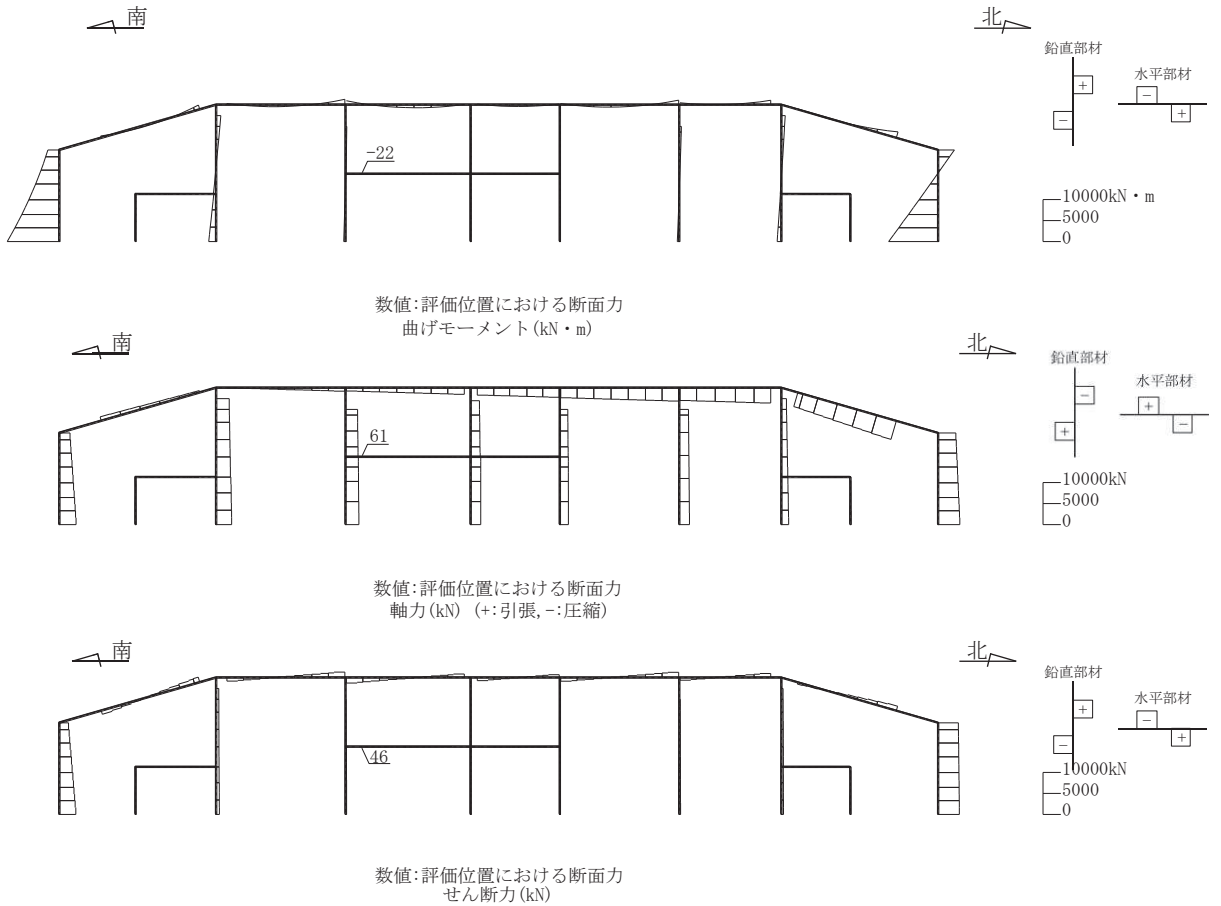 南
北
鉛直部材
+
−
水平部材
−
+
-22
10000kN・m
5000
0
数値:評価位置における断面力
曲げモーメント(kN・m)
南
北
鉛直部材
−
+
水平部材
+
−
61
10000kN
5000
0
数値:評価位置における断面力
軸力(kN) (+:引張,-:圧縮)
南
北
鉛直部材
+
−
水平部材
−
+
46
10000kN
5000
0
数値:評価位置における断面力
せん断力(kN)